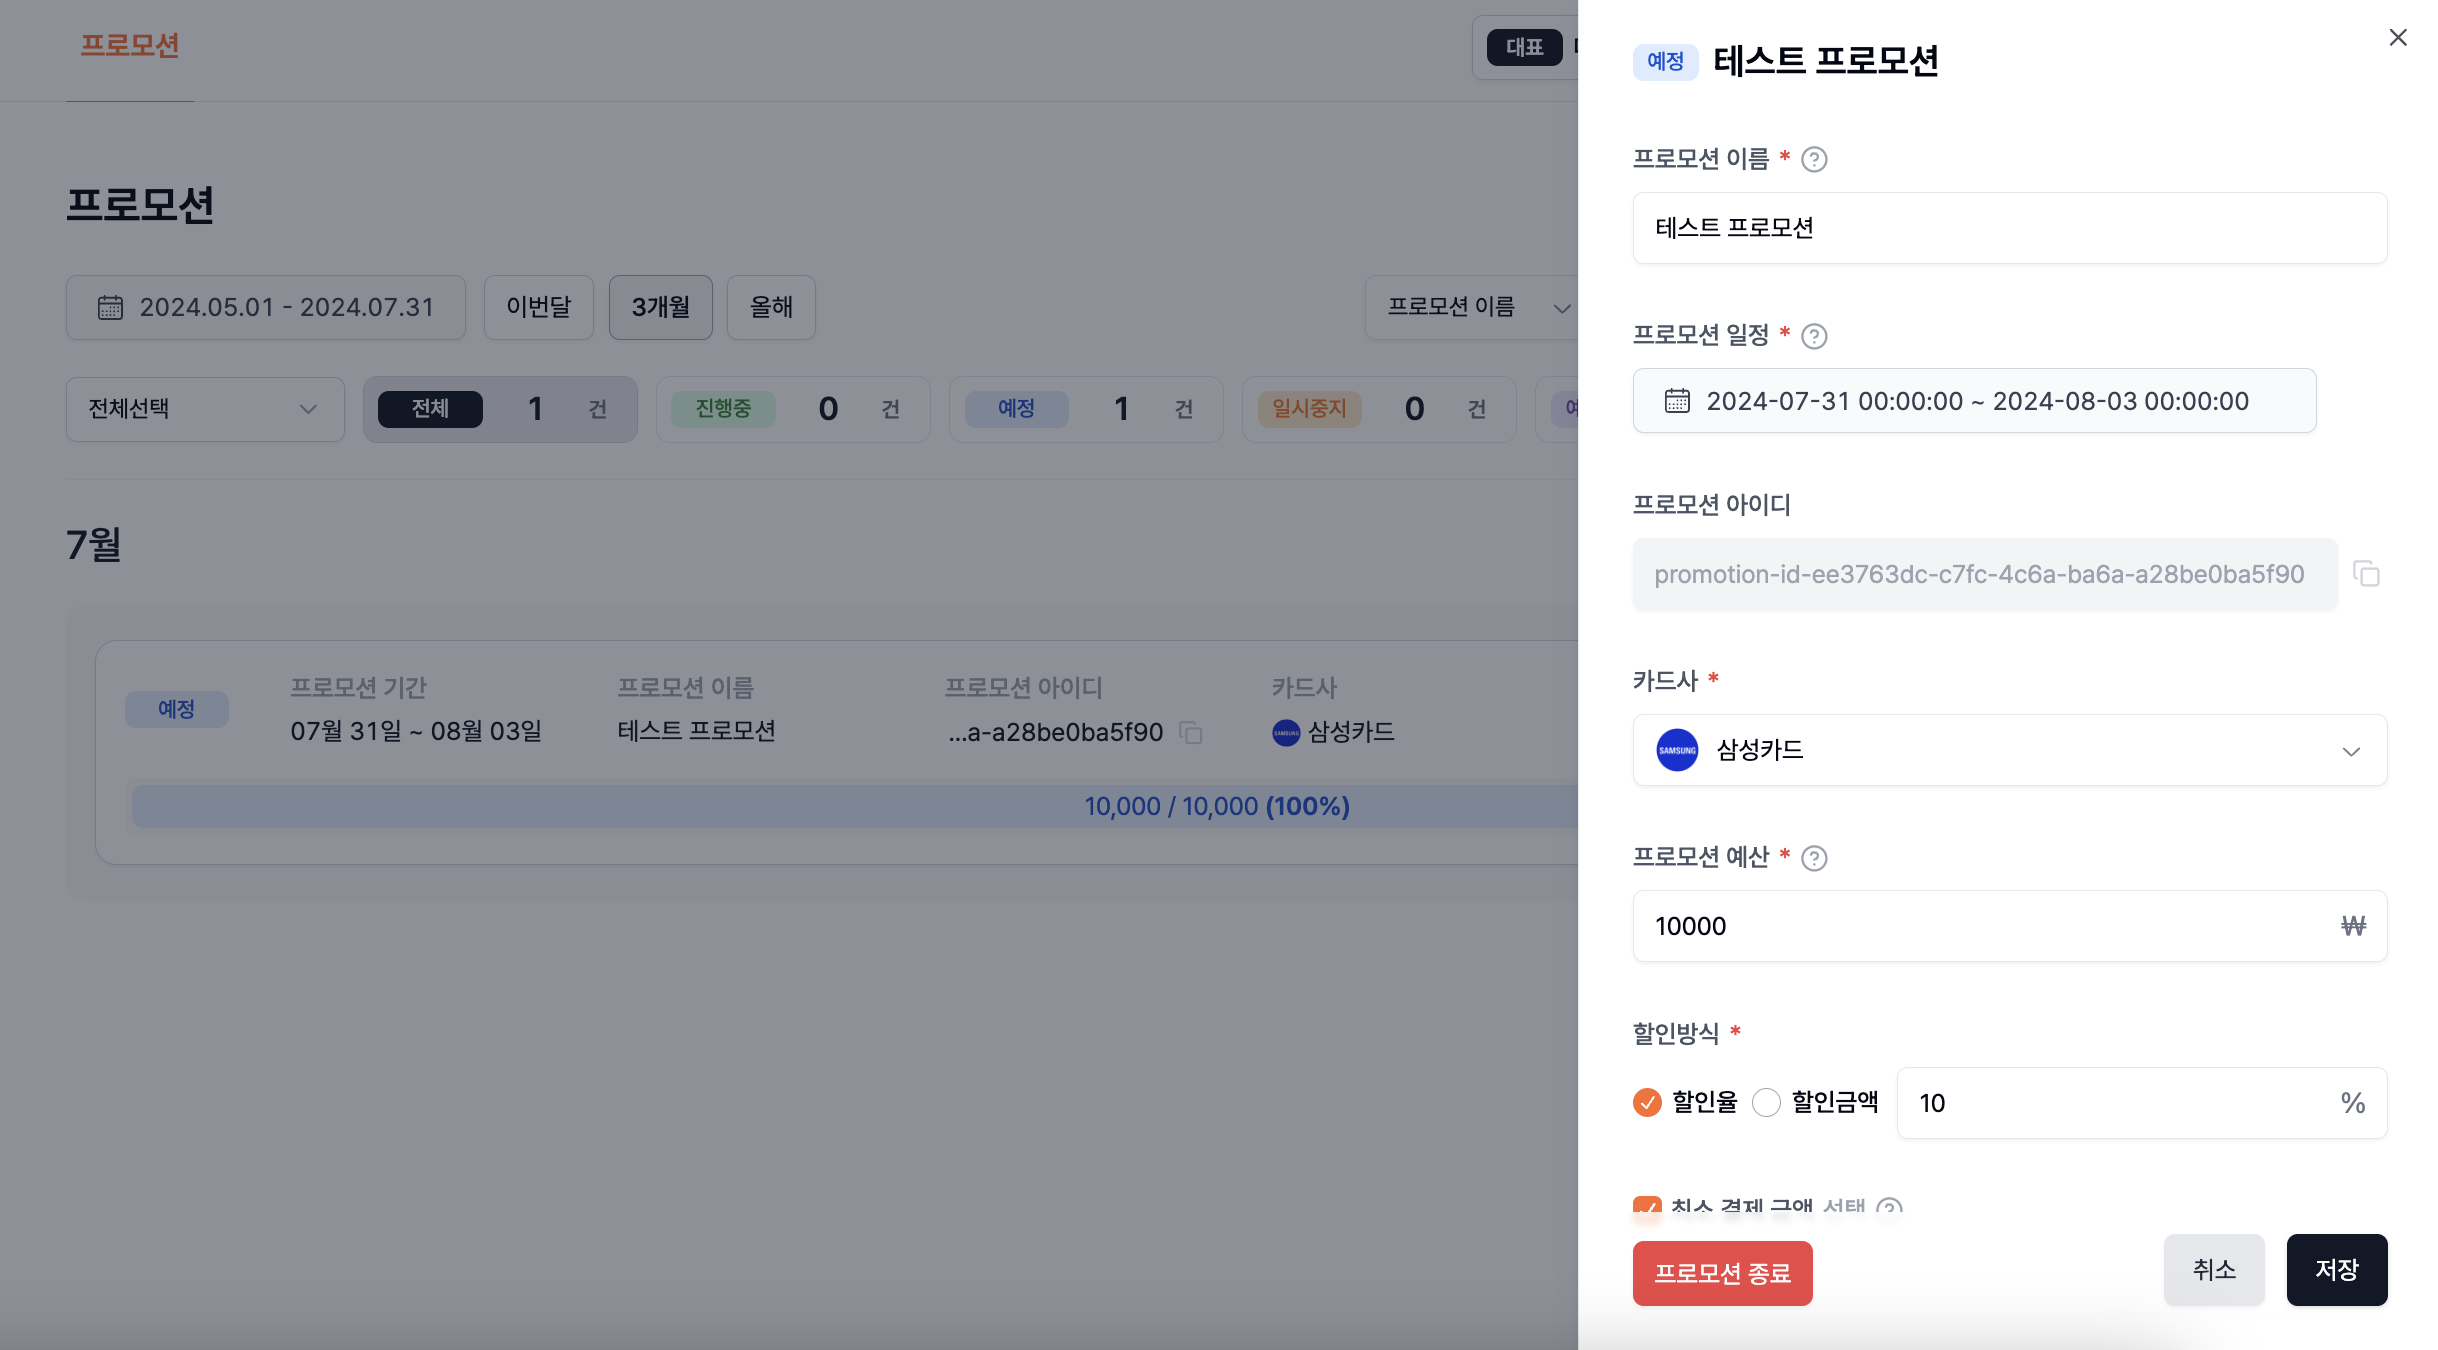 프로모션
대표
프로모션
2024.05.01 - 2024.07.31
이번달
3개월
올해
프로모션 이름
전체선택
전체 1 건
진행중 0 건
예정 1 건
일시중지 0 건
7월
예정
프로모션 기간
07월 31일 ~ 08월 03일
프로모션 이름
테스트 프로모션
프로모션 아이디
...a-a28be0ba5f90
카드사
SAMSUNG 삼성카드
10,000 / 10,000 (100%)
예정 테스트 프로모션
프로모션 이름 *
테스트 프로모션
프로모션 일정 *
2024-07-31 00:00:00 ~ 2024-08-03 00:00:00
프로모션 아이디
promotion-id-ee3763dc-c7fc-4c6a-ba6a-a28be0ba5f90
카드사 *
SAMSUNG 삼성카드
프로모션 예산 *
10000 ₩
할인방식 *
할인율 할인금액 10 %
최소 결제 금액 선택
프로모션 종료
취소
저장